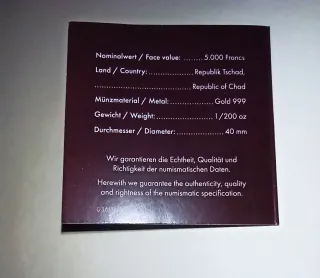 Nominalwert / Face value: ........ 5.000 Francs
Land / Country: ........................ Republik Tschad,
........................................ Republic of Chad
Münzmaterial / Metal: ................ Gold 999
Gewicht / Weight: ...................... 1/200 oz
Durchmesser / Diameter: .................. 40 mm
Wir garantieren die Echtheit, Qualität und
Richtigkeit der numismatischen Daten.
Herewith we guarantee the authenticity, quality
and rightness of the numismatic specification.